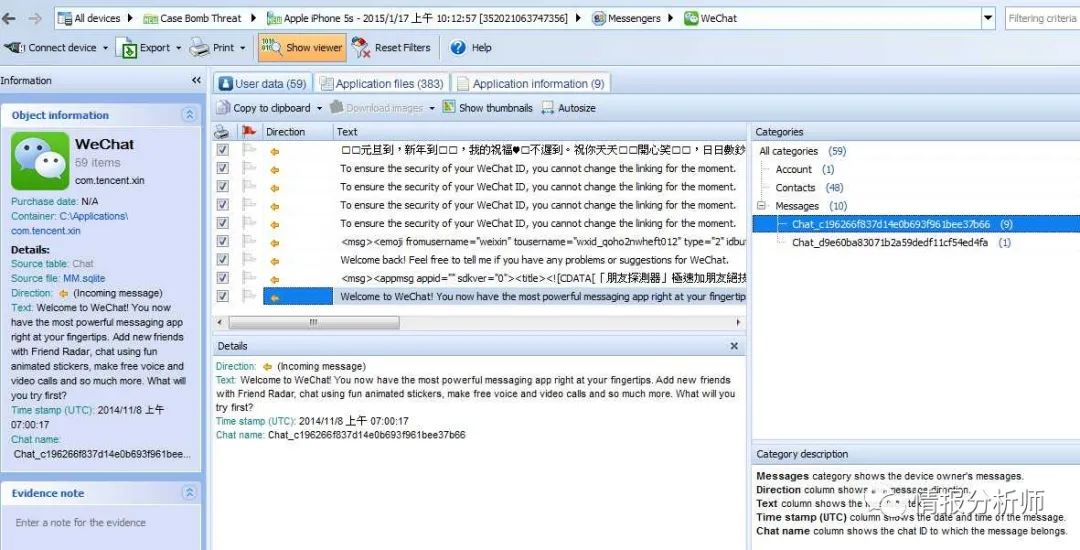 All devices ▸ Case Bomb Threat ▸ Apple iPhone 5s - 2015/1/17 上午 10:12:57 [352021063747356] ▸ Messengers ▸ WeChat
Filtering criteria
Connect device
Export
Print
Show viewer
Reset Filters
Help
Information
Object information
WeChat
59 items
com.tencent.xin
Purchase date: N/A
Container: C:\Applications\
com.tencent.xin
Details:
Source table: Chat
Source file: MM.sqlite
Direction: (Incoming message)
Text: Welcome to WeChat! You now
have the most powerful messaging app
right at your fingertips. Add new friends
with Friend Radar, chat using fun
animated stickers, make free voice and
video calls and so much more. What will
you try first?
Time stamp (UTC): 2014/11/8 上午
07:00:17
Chat name:
Chat_c196266f837d14e0b693f961bee...
Evidence note
Enter a note for the evidence
User data (59)
Application files (383)
Application information (9)
Copy to clipboard
Download images
Show thumbnails
Autosize
Direction
Text
□□元旦到，新年到□□，我的祝福♥□不遲到。祝你天天□□開心笑□□，日日數鈔
To ensure the security of your WeChat ID, you cannot change the linking for the moment.
To ensure the security of your WeChat ID, you cannot change the linking for the moment.
To ensure the security of your WeChat ID, you cannot change the linking for the moment.
To ensure the security of your WeChat ID, you cannot change the linking for the moment.
<msg><emoji fromusername="weixin" tousername="wxid_qoho2nwheft012" type="2" idbu
Welcome back! Feel free to tell me if you have any problems or suggestions for WeChat.
<msg><appmsg appid="" sdkver="0"><title><![CDATA[「朋友探測器」極速加朋友絕技
Welcome to WeChat! You now have the most powerful messaging app right at your fingertip
Details
Direction: (Incoming message)
Text: Welcome to WeChat! You now have the most powerful messaging app right at your fingertips. Add new friends
with Friend Radar, chat using fun animated stickers, make free voice and video calls and so much more. What will you
try first?
Time stamp (UTC): 2014/11/8 上午 07:00:17
Chat name: Chat_c196266f837d14e0b693f961bee37b66
Categories
All categories (59)
Account (1)
Contacts (48)
Messages (10)
Chat_c196266f837d14e0b693f961bee37b66 (9)
Chat_d9e60ba83071b2a59dedf11cf54ed4fa (1)
Category description
Messages category shows the device owner's messages.
Direction column shows message direction.
Text column shows the
Time stamp (UTC) column shows the date and time of the message.
Chat name column shows the chat ID to which the message belongs.
情报分析师